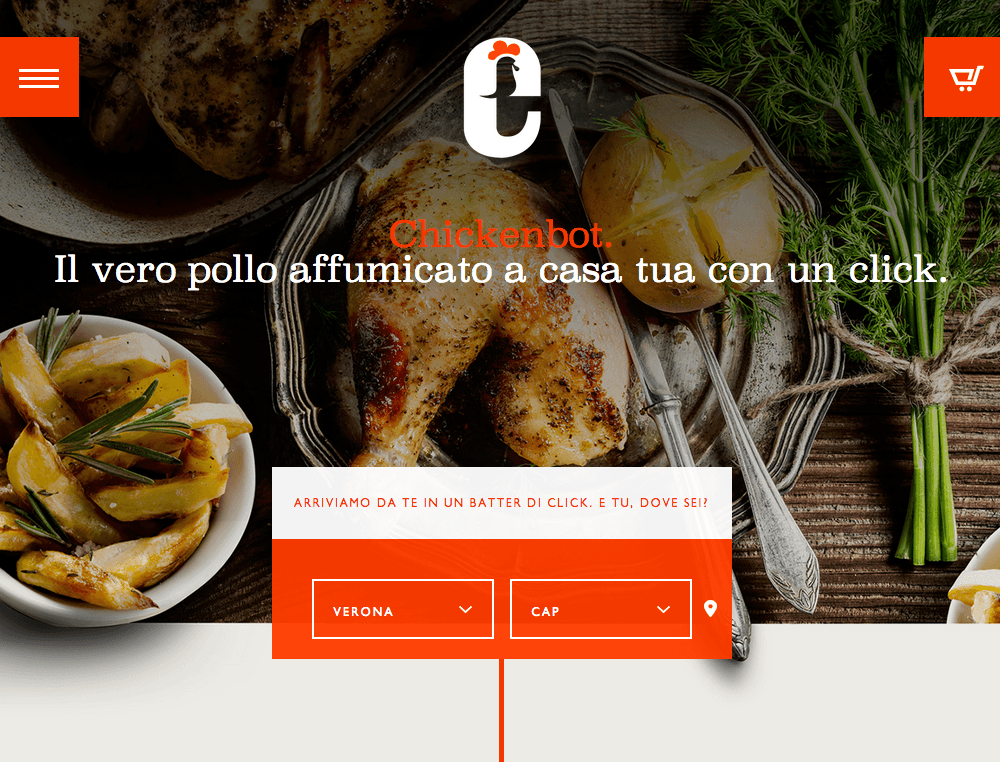 Chickenbot.
Il vero pollo affumicato a casa tua con un click.
ARRIVIAMO DA TE IN UN BATTER DI CLICK. E TU, DOVE SEI?
VERONA
CAP